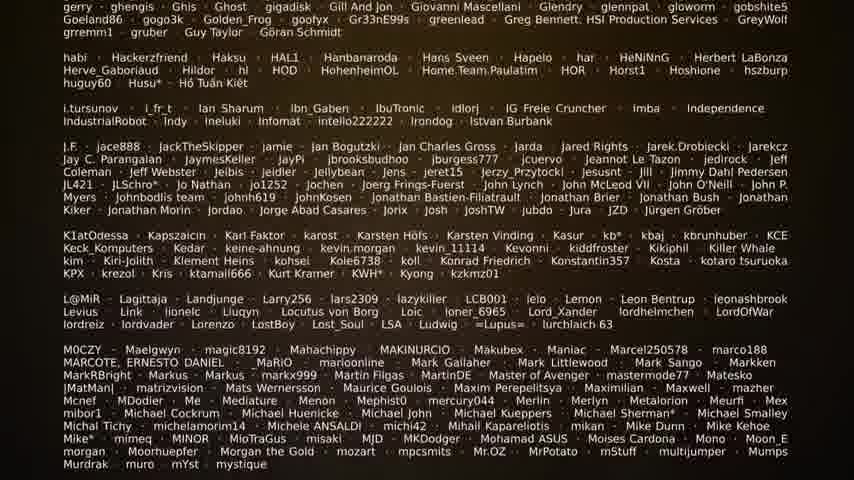 gerry · ghengis · Ghis · Ghost · gigadisk · Gill And Jon · Giovanni Mascellani · Glendry · glennpat · gloworm · gobshite5
Goeland86 · gogo3k · Golden_Frog · goofyx · Gr33nE99s · greenlead · Greg Bennett. HSI Production Services · GreyWolf
grremm1 · gruber · Guy Taylor · Göran Schmidt
habi · Hackerzfriend · Haksu · HAL1 · Hanbanaroda · Hans Sveen · Hapelo · har · HeNiNnG · Herbert LaBonza
Herve_Gaboriaud · Hildor · hl · HOD · HohenheimOL · Home.Team.Paulatim · HOR · Horst1 · Hoshione · hszburp
huguy60 · Husu* · Hồ Tuấn Kiệt
i.tursunov · i_fr_t · Ian Sharum · Ibn_Gaben · IbuTronic · idlorj · IG Freie Cruncher · imba · Independence
IndustrialRobot · Indy · ineluki · Infomat · intello222222 · Irondog · Istvan Burbank
J.F. · jace888 · JackTheSkipper · jamie · Jan Bogutzki · Jan Charles Gross · Jarda · Jared Rights · Jarek.Drobiecki · Jarekcz
Jay C. Parangalan · JaymesKeller · JayPi · jbrooksbudhoo · jburgess777 · jcuervo · Jeannot Le Tazon · jedirock · Jeff
Coleman · Jeff Webster · Jeibis · jeidler · Jellybean · Jens · jeret15 · Jerzy_Przytocki · Jesusnt · Jill · Jimmy Dahl Pedersen
JL421 · JLSchro* · Jo Nathan · jo1252 · Jochen · Joerg Frings-Fuerst · John Lynch · John McLeod VII · John O'Neill · John P.
Myers · Johnbodlis team · johnh619 · JohnKosen · Jonathan Bastien-Filiatrault · Jonathan Brier · Jonathan Bush · Jonathan
Kiker · Jonathan Morin · Jordao · Jorge Abad Casares · Jorix · Josh · JoshTW · jubdo · Jura · JZD · Jürgen Gröber
K1atOdessa · Kapszaicin · Karl Faktor · karost · Karsten Höfs · Karsten Vinding · Kasur · kb* · kbaj · kbrunhuber · KCE
Keck_Komputers · Kedar · keine-ahnung · kevin.morgan · kevin_11114 · Kevonni · kiddfroster · Kikiphil · Killer Whale
kim · Kiri-Jolith · Klement Heins · kohsei · Kole6738 · koll · Konrad Friedrich · Konstantin357 · Kosta · kotaro tsuruoka
KPX · krezol · Kris · ktamail666 · Kurt Kramer · KWH* · Kyong · kzkmz01
L@MiR · Lagittaja · Landjunge · Larry256 · lars2309 · lazykiller · LCB001 · lelo · Lemon · Leon Bentrup · leonashbrook
Levius · Link · lionelc · Liuqyn · Locutus von Borg · Loic · loner_6965 · Lord_Xander · lordhelmchen · LordOfWar
lordreiz · lordvader · Lorenzo · LostBoy · Lost_Soul · LSA · Ludwig · =Lupus= · lurchlaich 63
M0CZY · Maelgwyn · magic8192 · Mahachippy · MAKINURCIO · Makubex · Maniac · Marcel250578 · marco188
MARCOTE, ERNESTO DANIEL · _MaRiO · marioonline · Mark Gallaher · Mark Littlewood · Mark Sango · Markken
MarkRBright · Markus · Markus · markx999 · Martin Filgas · MartinDE · Master of Avenger · mastermode77 · Matesko
|MatMan| · matrizvision · Mats Wernersson · Maurice Goulois · Maxim Perepelitsya · Maximilian · Maxwell · mazher
Mcnef · MDodier · Me · Mediature · Menon · Mephist0 · mercury044 · Merlin · Merlyn · Metalorion · Meurfi · Mex
mibor1 · Michael Cockrum · Michael Huenicke · Michael John · Michael Kueppers · Michael Sherman* · Michael Smalley
Michal Tichy · michelamorim14 · Michele ANSALDI · michi42 · Mihail Kapareliotis · mikan · Mike Dunn · Mike Kehoe
Mike* · mimeq · MINOR · MioTraGus · misaki · MJD · MKDodger · Mohamad ASUS · Moises Cardona · Mono · Moon_E
morgan · Moorhuepfer · Morgan the Gold · mozart · mpcsmits · Mr.OZ · MrPotato · mStuff · multijumper · Mumps
Murdrak · muro · mYst · mystique